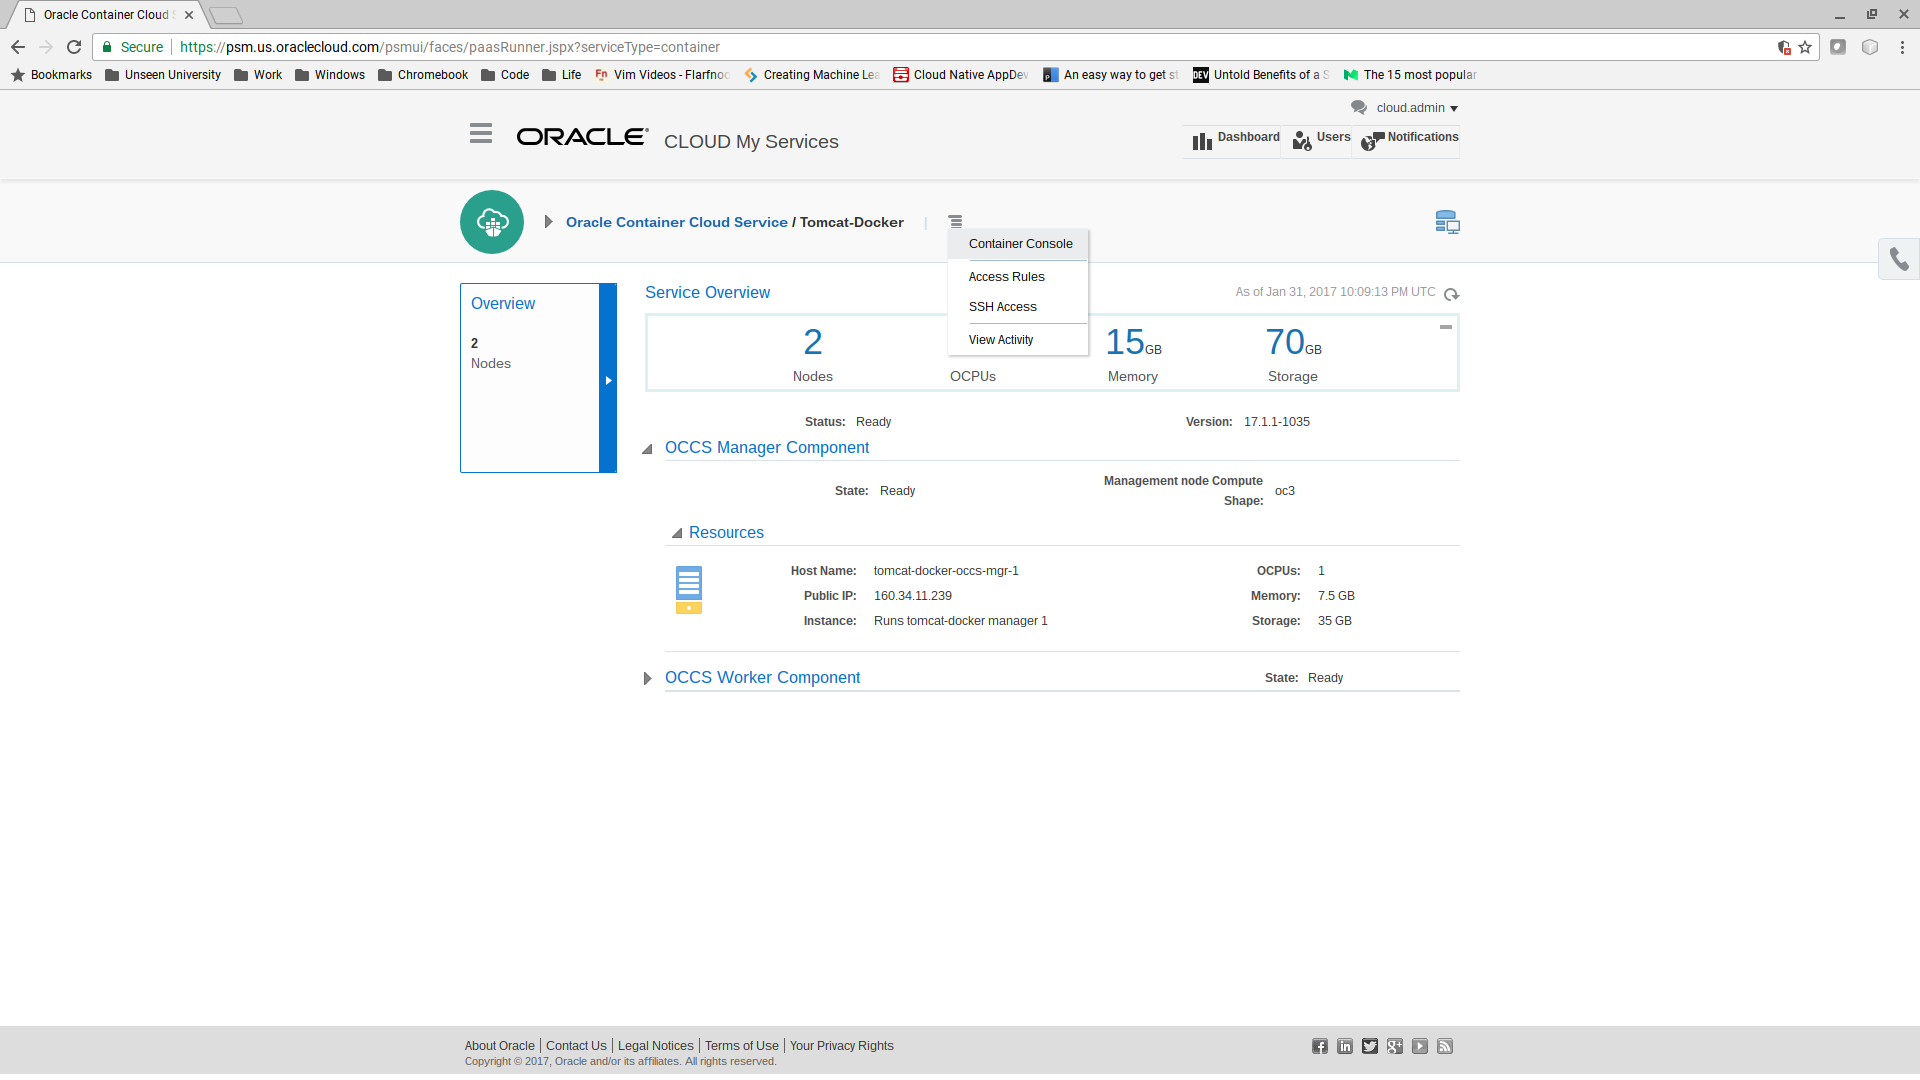 Oracle Container Cloud S
Secure https://psm.us.oraclecloud.com/psmui/faces/paasRunner.jspx?serviceType=container
Bookmarks Unseen University Work Windows Chromebook Code Life Fn Vim Videos - Flarfnoo Creating Machine Lea Cloud Native AppDev An easy way to get st DEV Untold Benefits of a S The 15 most popular
cloud.admin
ORACLE CLOUD My Services
Dashboard Users Notifications
Oracle Container Cloud Service / Tomcat-Docker |
Container Console
Access Rules
SSH Access
View Activity
Overview
2
Nodes
Service Overview
As of Jan 31, 2017 10:09:13 PM UTC
2 15GB 70GB
Nodes OCPUs Memory Storage
Status: Ready Version: 17.1.1-1035
OCCS Manager Component
State: Ready Management node Compute Shape: oc3
Resources
Host Name: tomcat-docker-occs-mgr-1 OCPUs: 1
Public IP: 160.34.11.239 Memory: 7.5 GB
Instance: Runs tomcat-docker manager 1 Storage: 35 GB
OCCS Worker Component State: Ready
About Oracle | Contact Us | Legal Notices | Terms of Use | Your Privacy Rights
Copyright © 2017, Oracle and/or its affiliates. All rights reserved.